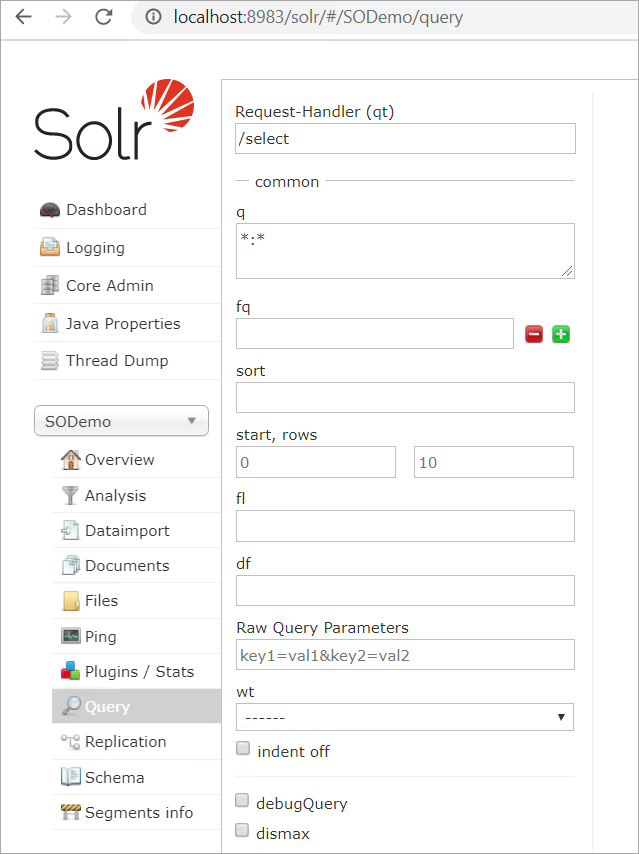 localhost:8983/solr/#/SODemo/query
Solr
Dashboard
Logging
Core Admin
Java Properties
Thread Dump
SODemo
Overview
Analysis
Dataimport
Documents
Files
Ping
Plugins / Stats
Query
Replication
Schema
Segments info
Request-Handler (qt)
/select
common
q
*:*
fq
sort
start, rows
0 10
fl
df
Raw Query Parameters
key1=val1&key2=val2
wt
------
indent off
debugQuery
dismax